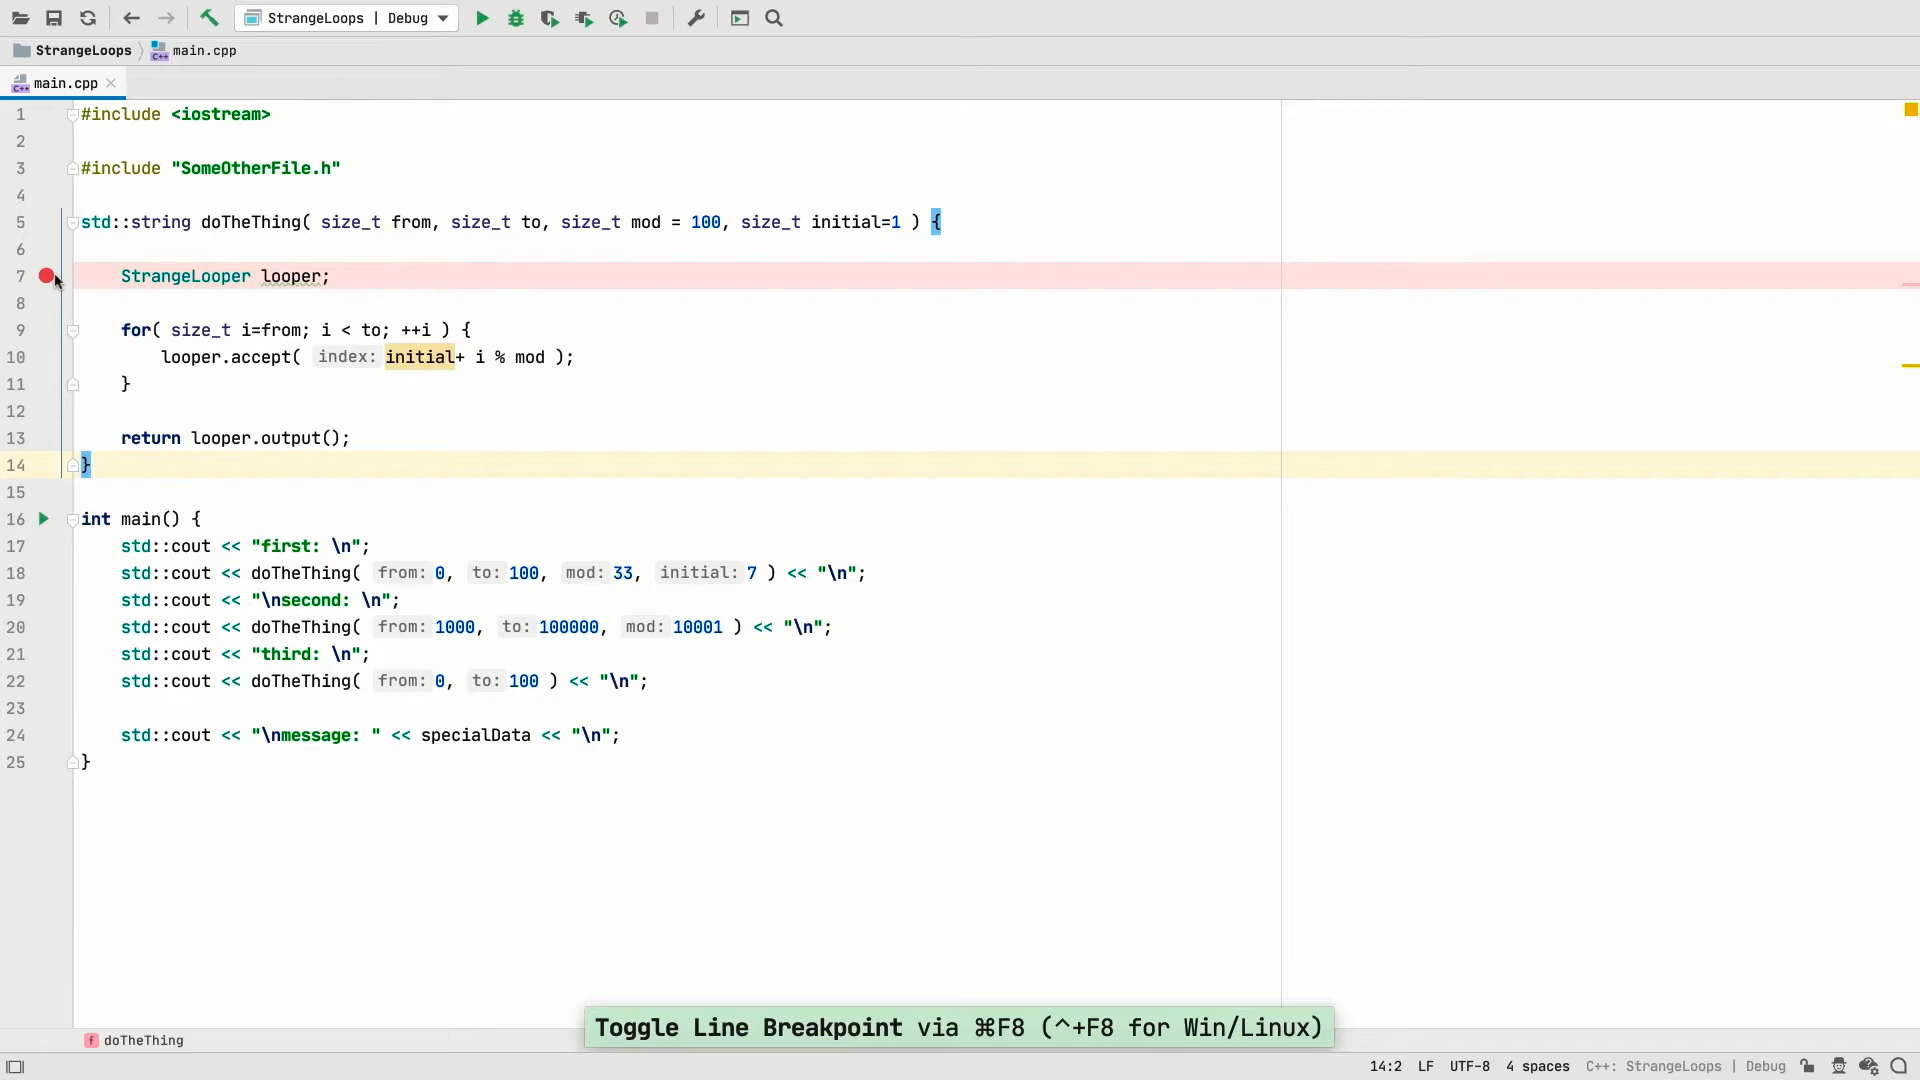 StrangeLoops | Debug
StrangeLoops main.cpp
main.cpp
1 #include <iostream>
2
3 #include "SomeOtherFile.h"
4
5 std::string doTheThing( size_t from, size_t to, size_t mod = 100, size_t initial=1 ) {
6
7 StrangeLooper looper;
8
9 for( size_t i=from; i < to; ++i ) {
10 looper.accept( index: initial+ i % mod );
11 }
12
13 return looper.output();
14 }
15
16 int main() {
17 std::cout << "first: \n";
18 std::cout << doTheThing( from: 0, to: 100, mod: 33, initial: 7 ) << "\n";
19 std::cout << "\nsecond: \n";
20 std::cout << doTheThing( from: 1000, to: 100000, mod: 10001 ) << "\n";
21 std::cout << "third: \n";
22 std::cout << doTheThing( from: 0, to: 100 ) << "\n";
23
24 std::cout << "\nmessage: " << specialData << "\n";
25 }
Toggle Line Breakpoint via ⌘F8 (^+F8 for Win/Linux)
f doTheThing
14:2 LF UTF-8 4 spaces C++: StrangeLoops | Debug